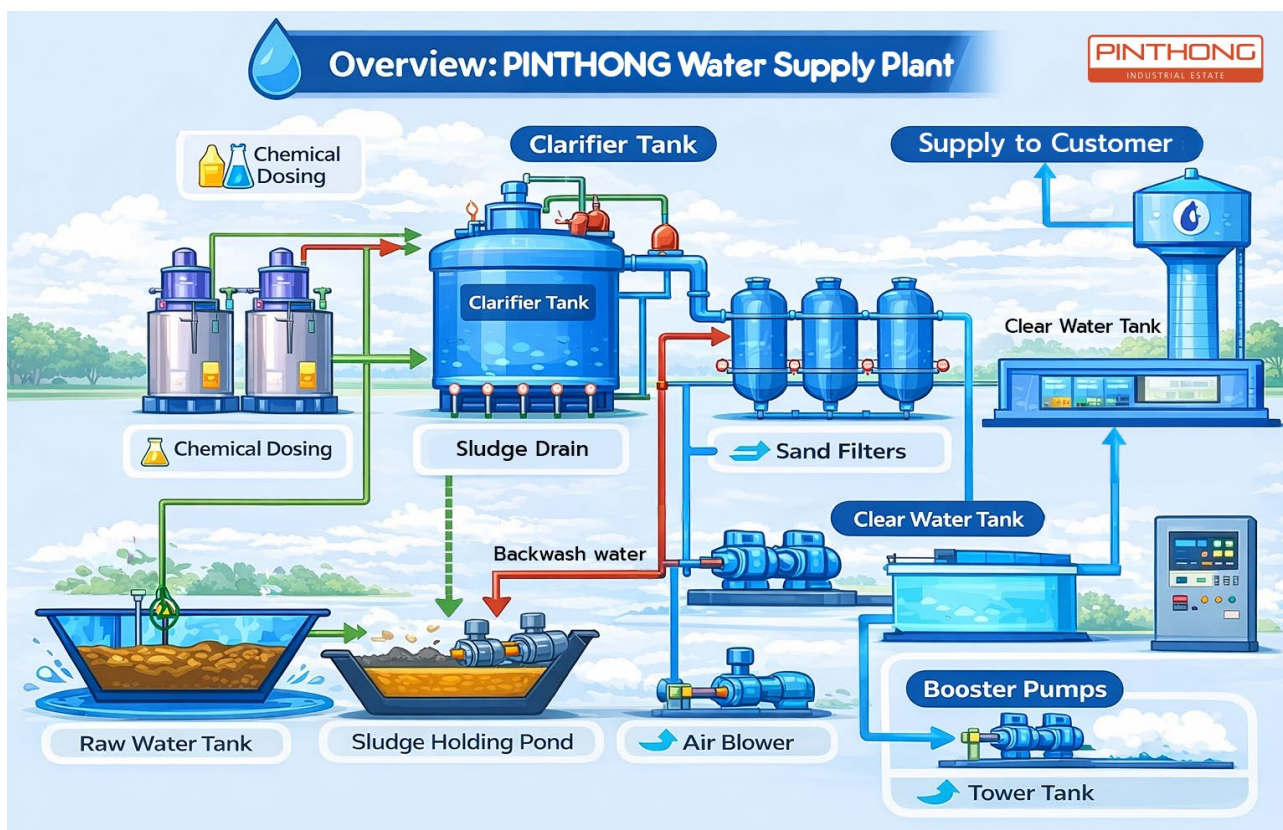 Overview: PINTHONG Water Supply Plant
PINTHONG
INDUSTRIAL ESTATE
Chemical
Dosing
Clarifier Tank
Supply to Customer
Clarifier Tank
Clear Water Tank
Chemical Dosing
Sludge Drain
Sand Filters
Clear Water Tank
Backwash water
Booster Pumps
Raw Water Tank
Sludge Holding Pond
Air Blower
Tower Tank